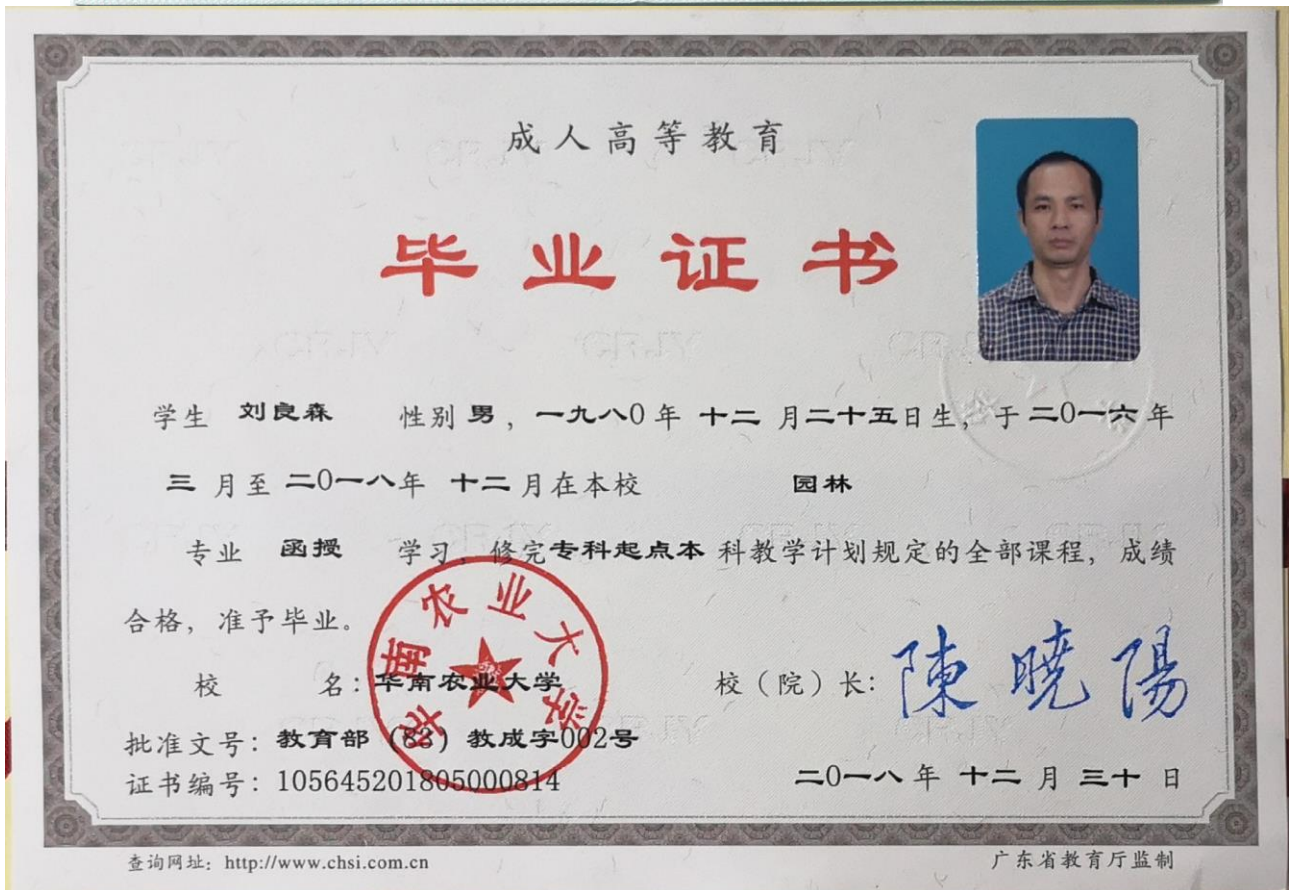 成人高等教育
毕业证书
学生 刘良森 性别 男，一九八0年 十二 月二十五日生，于二0一六年
三 月至 二0一八年 十二 月在本校 园林
专业 函授 学习，修完专科起点本 科教学计划规定的全部课程，成绩
合格，准予毕业。
华南农业大学
校 名：华南农业大学 校（院）长：陳曉陽
批准文号：教育部（83）教成字002号
证书编号：105645201805000814 二0一八 年 十二 月 三十 日
查询网址：http://www.chsi.com.cn 广东省教育厅监制